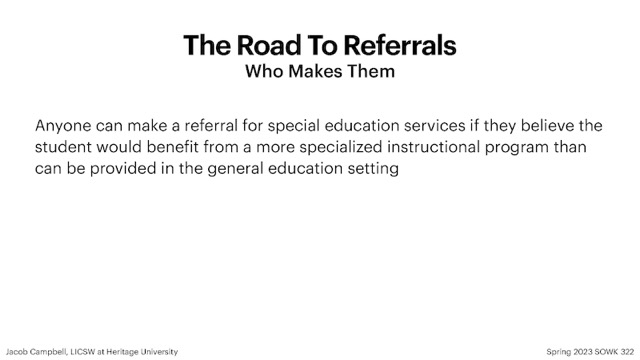 The Road To Referrals
Who Makes Them
Anyone can make a referral for special education services if they believe the
student would benefit from a more specialized instructional program than
can be provided in the general education setting
Jacob Campbell, LICSW at Heritage University
Spring 2023 SOWK 322